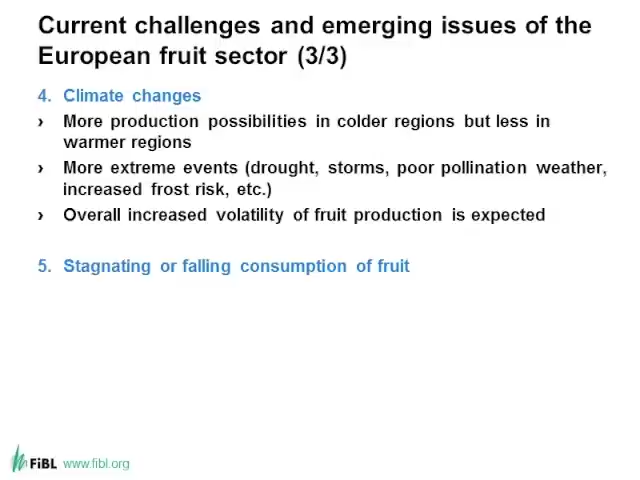 Current challenges and emerging issues of the
European fruit sector (3/3)
4. Climate changes
› More production possibilities in colder regions but less in
warmer regions
› More extreme events (drought, storms, poor pollination weather,
increased frost risk, etc.)
› Overall increased volatility of fruit production is expected
5. Stagnating or falling consumption of fruit
FiBL www.fibl.org